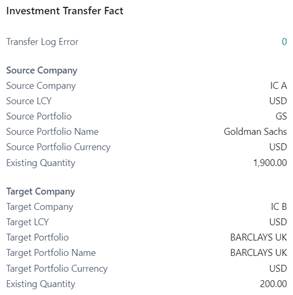 Investment Transfer Fact
Transfer Log Error 0
Source Company
Source Company IC A
Source LCY USD
Source Portfolio GS
Source Portfolio Name Goldman Sachs
Source Portfolio Currency USD
Existing Quantity 1,900.00
Target Company
Target Company IC B
Target LCY USD
Target Portfolio BARCLAYS UK
Target Portfolio Name BARCLAYS UK
Target Portfolio Currency USD
Existing Quantity 200.00